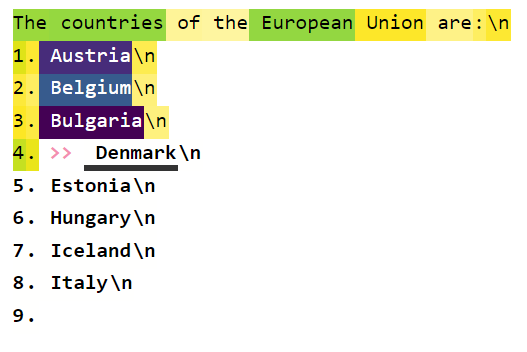 The countries of the European Union are:\n
1. Austria\n
2. Belgium\n
3. Bulgaria\n
4. >> Denmark\n
5. Estonia\n
6. Hungary\n
7. Iceland\n
8. Italy\n
9.